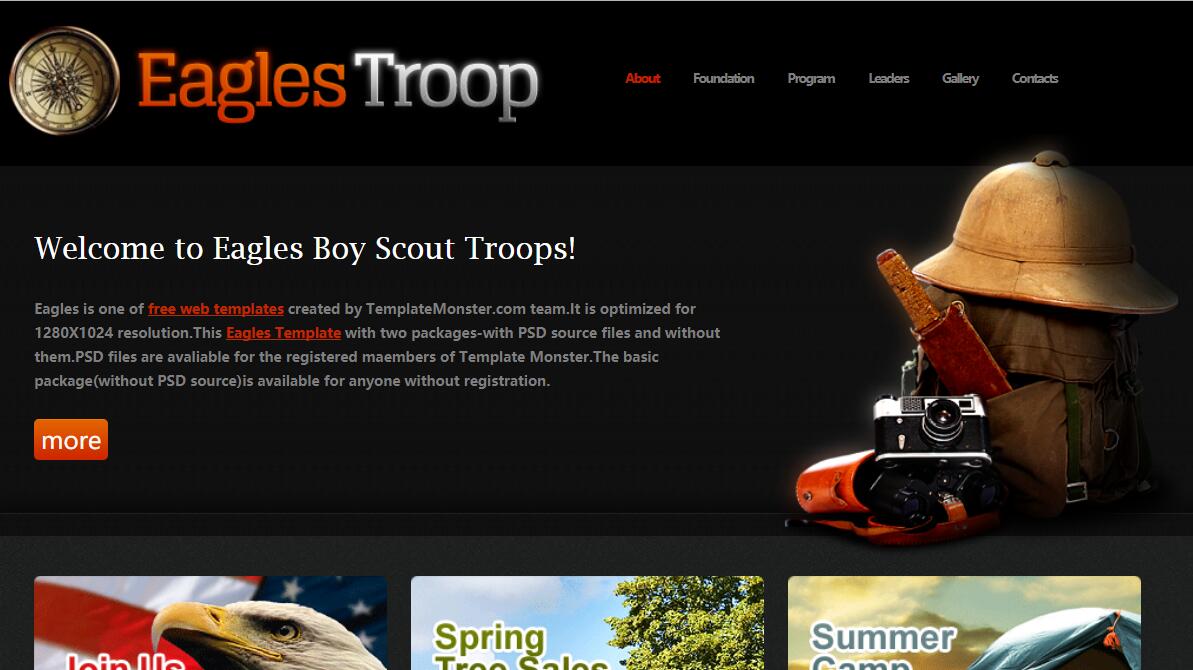 Eagles Troop
About Foundation Program Leaders Gallery Contacts
Welcome to Eagles Boy Scout Troops!
Eagles is one of free web templates created by TemplateMonster.com team.It is optimized for
1280X1024 resolution.This Eagles Template with two packages-with PSD source files and without
them.PSD files are avaliable for the registered maembers of Template Monster.The basic
package(without PSD source)is available for anyone without registration.
more
Join Us
Spring
Tree Sales
Summer
Camp